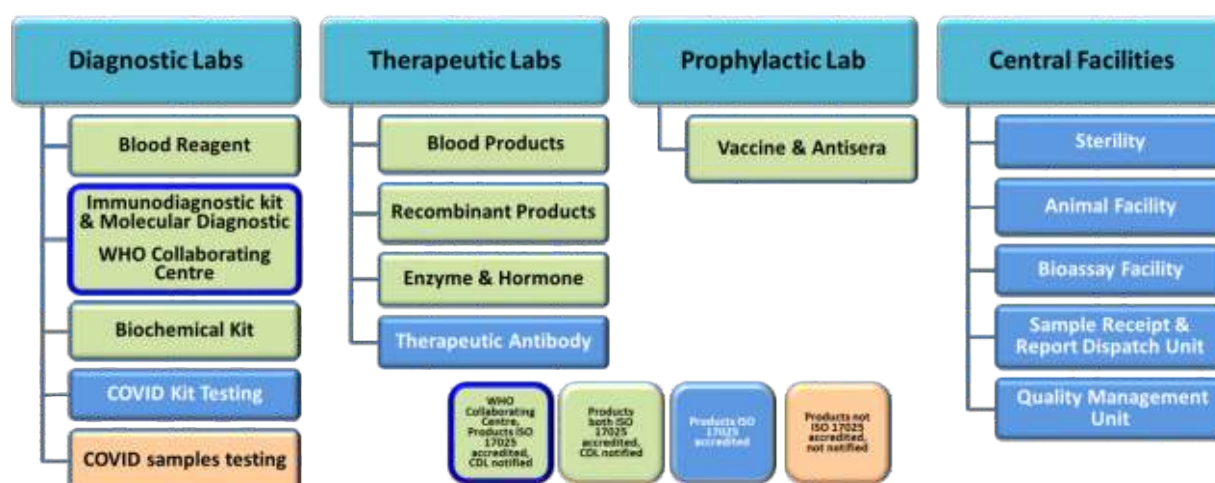 Diagnostic Labs
Blood Reagent
Immunodiagnostic kit
& Molecular Diagnostic
WHO Collaborating
Centre
Biochemical Kit
COVID Kit Testing
COVID samples testing
Therapeutic Labs
Blood Products
Recombinant Products
Enzyme & Hormone
Therapeutic Antibody
Prophylactic Lab
Vaccine & Antisera
Central Facilities
Sterility
Animal Facility
Bioassay Facility
Sample Receipt &
Report Dispatch Unit
Quality Management
Unit
WHO
Collaborating
Centre,
Products ISO
17025
accredited,
CDL notified
Products
both ISO
17025
accredited,
CDL notified
Products ISO
17025
accredited
Products not
ISO 17025
accredited,
not notified